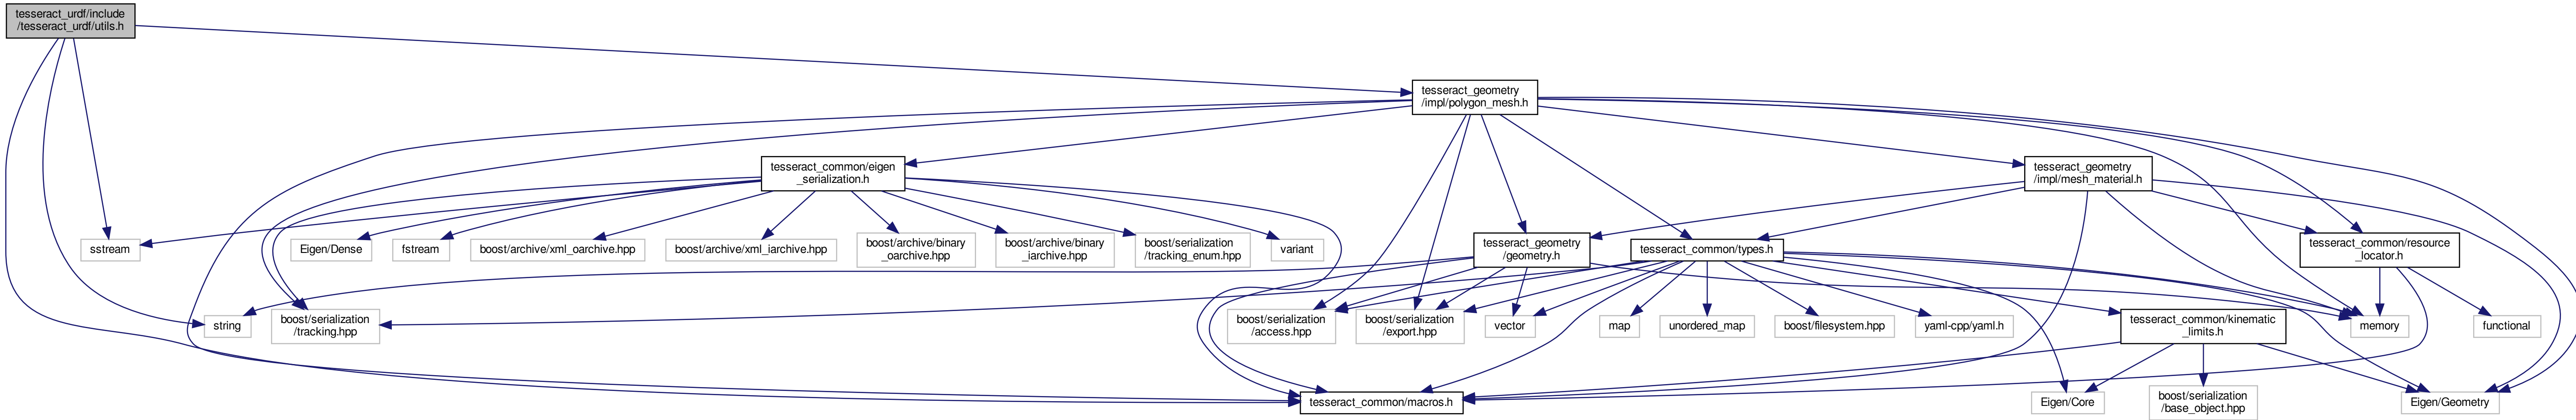 tesseract_urdf/include
/tesseract_urdf/utils.h
tesseract_geometry
/impl/polygon_mesh.h
tesseract_common/eigen
_serialization.h
tesseract_geometry
/impl/mesh_material.h
sstream
Eigen/Dense
fstream
boost/archive/xml_oarchive.hpp
boost/archive/xml_iarchive.hpp
boost/archive/binary
_oarchive.hpp
boost/archive/binary
_iarchive.hpp
boost/serialization
/tracking_enum.hpp
variant
tesseract_geometry
/geometry.h
tesseract_common/types.h
tesseract_common/resource
_locator.h
string
boost/serialization
/tracking.hpp
boost/serialization
/access.hpp
boost/serialization
/export.hpp
vector
map
unordered_map
boost/filesystem.hpp
yaml-cpp/yaml.h
tesseract_common/kinematic
_limits.h
memory
functional
tesseract_common/macros.h
Eigen/Core
boost/serialization
/base_object.hpp
Eigen/Geometry